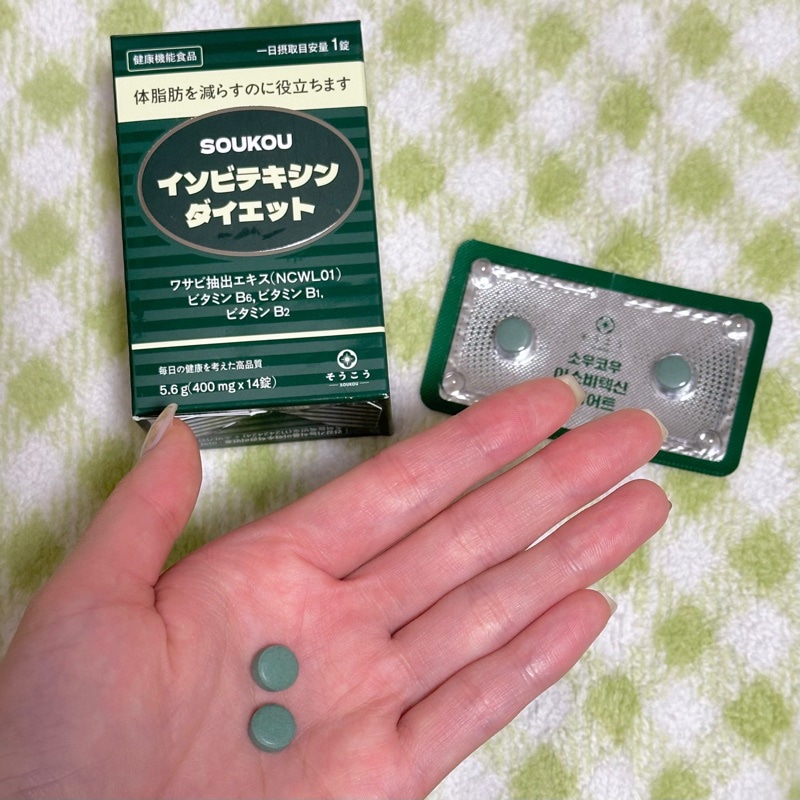 健康機能食品
一日摂取目安量 1錠
体脂肪を減らすのに役立ちます
SOUKOU
イソビテキシン
ダイエット
ワサビ抽出エキス(NCWL01)
ビタミン B6, ビタミン B1,
ビタミン B2
毎日の健康を考えた高品質
5.6g(400 mg x 14錠)
そうこう
SOUKOU
소우코우
이소비텍신
어트